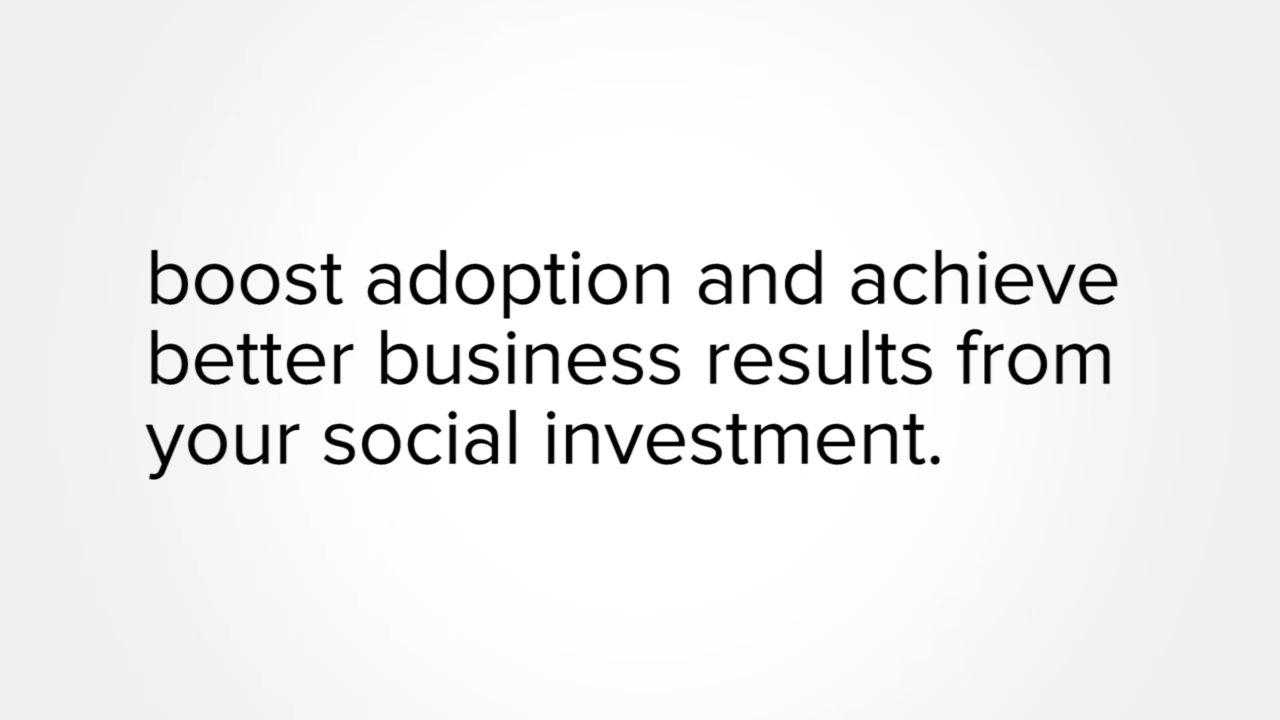 boost adoption and achieve
better business results from
your social investment.